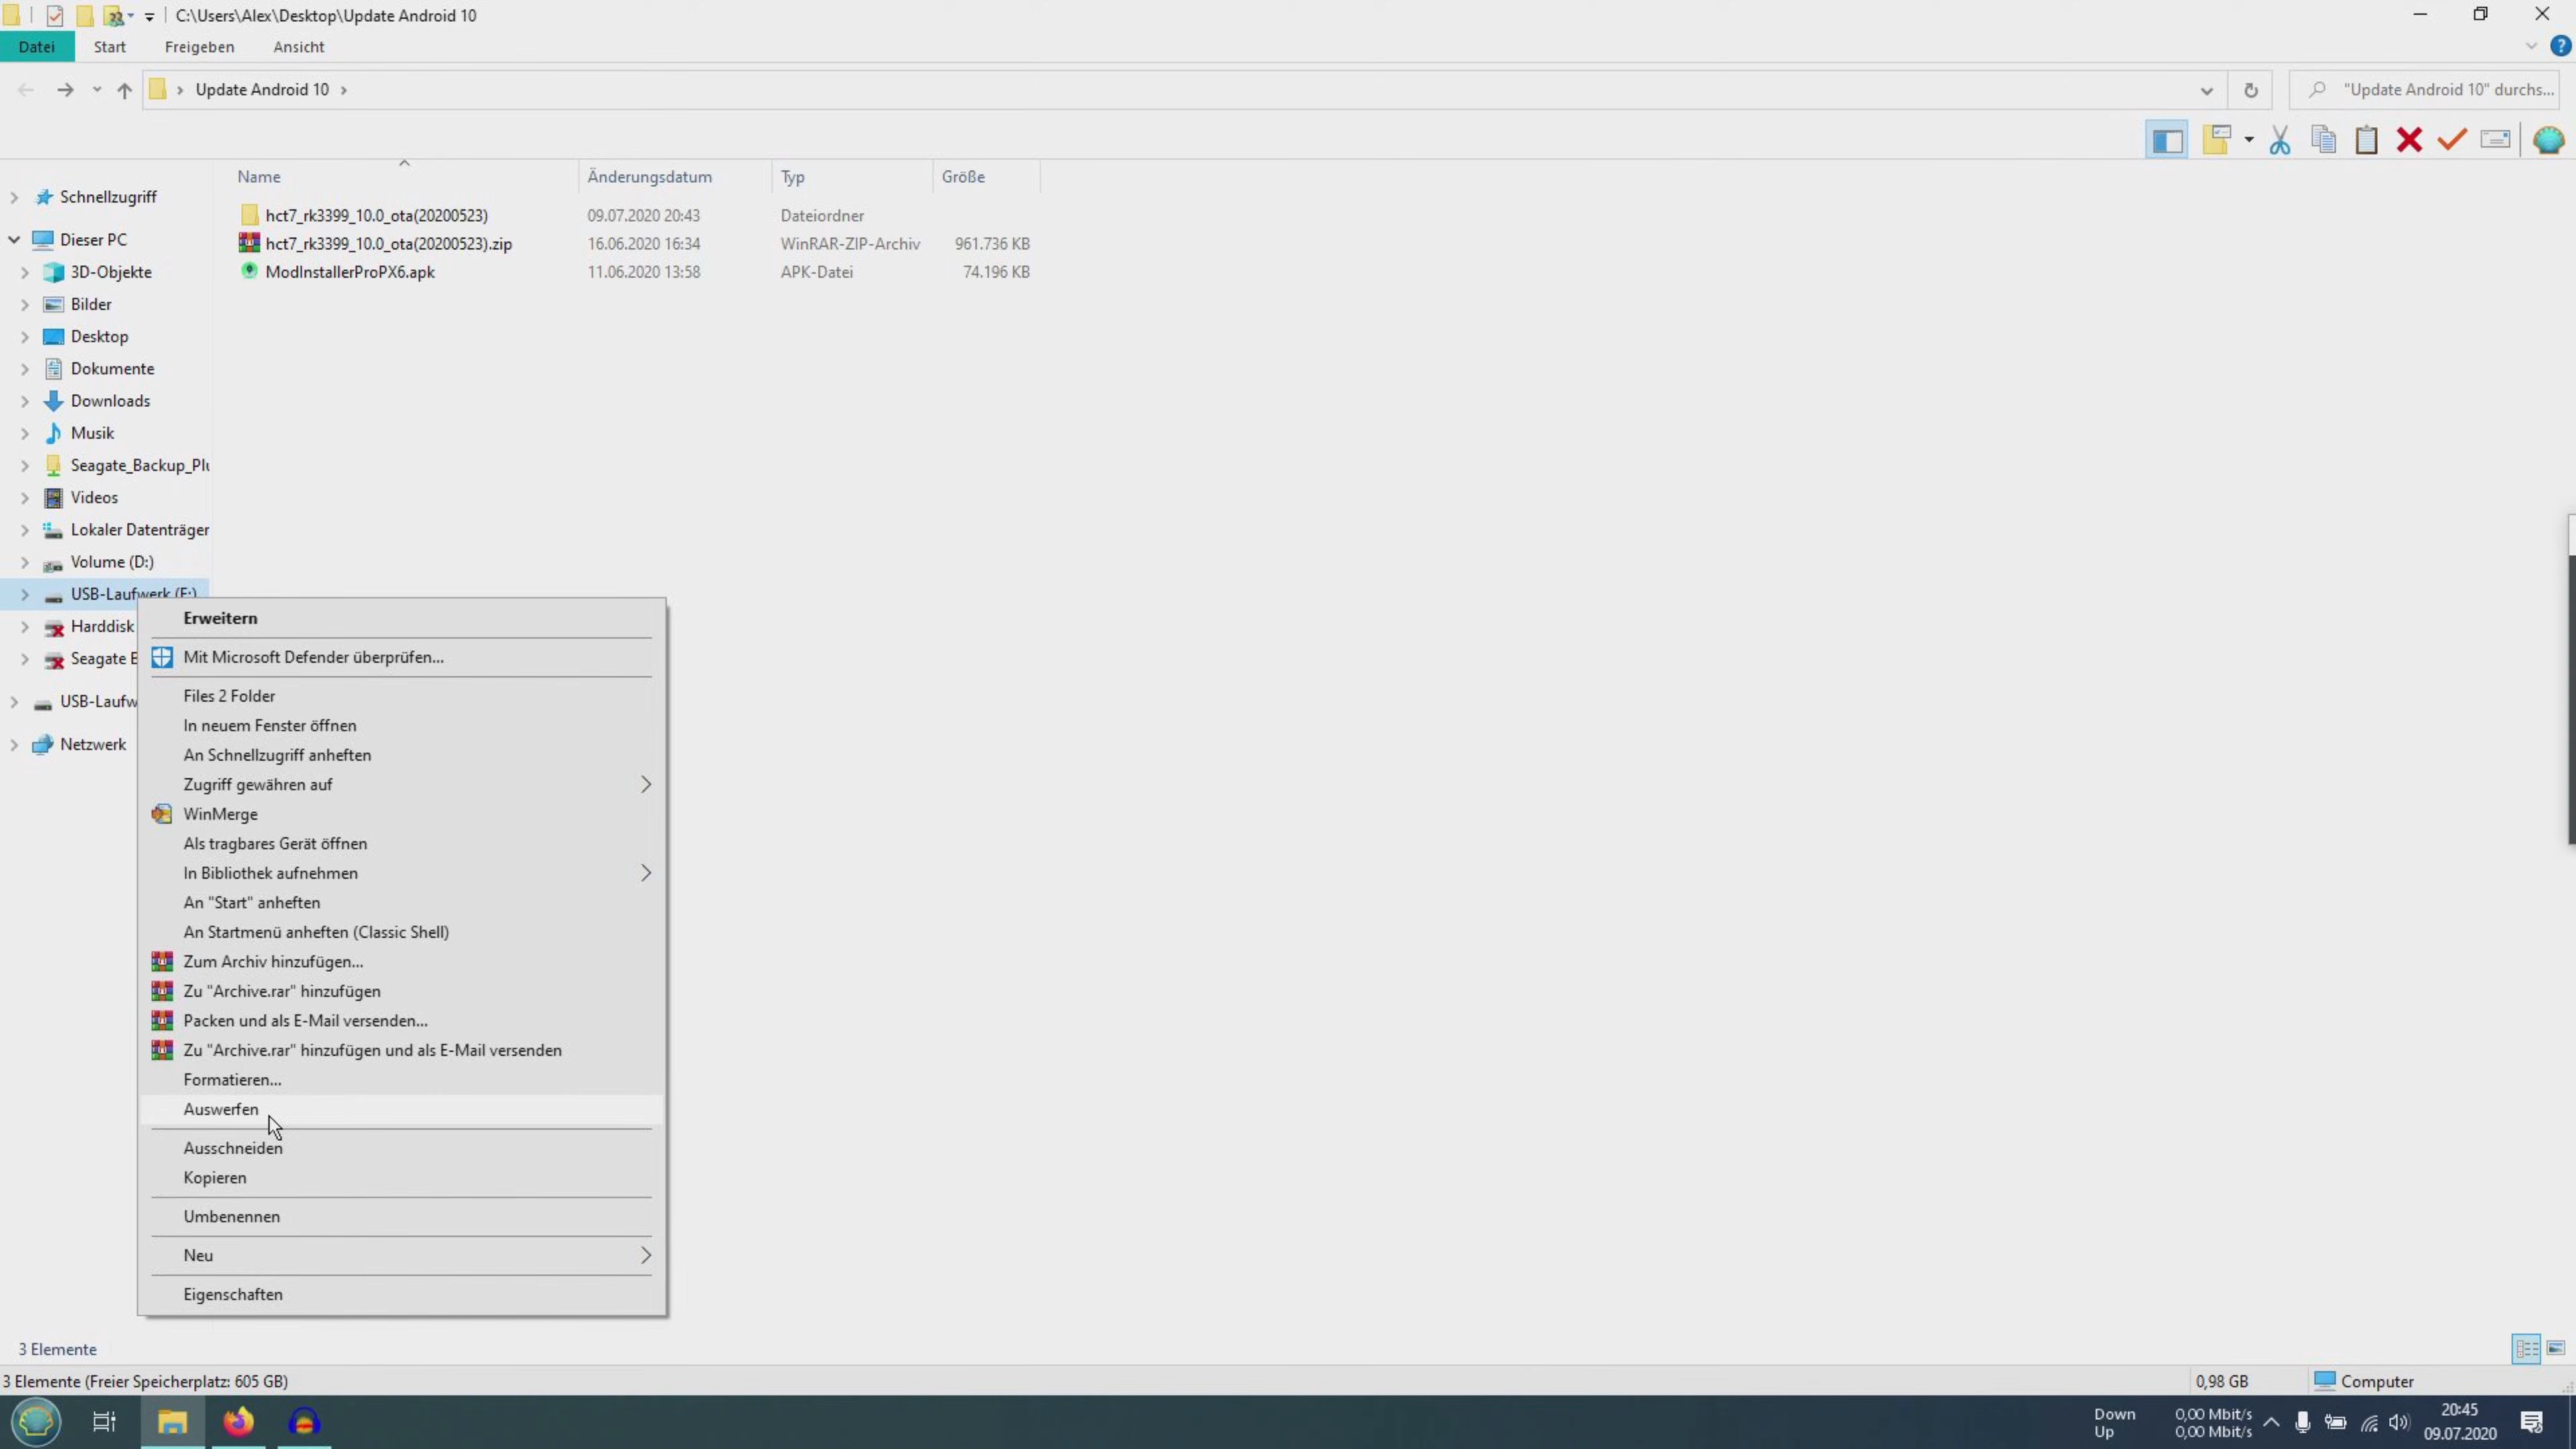 C:\Users\Alex\Desktop\Update Android 10
Datei Start Freigeben Ansicht
Update Android 10
"Update Android 10" durchs...
Name Änderungsdatum Typ Größe
hct7_rk3399_10.0_ota(20200523) 09.07.2020 20:43 Dateiordner
hct7_rk3399_10.0_ota(20200523).zip 16.06.2020 16:34 WinRAR-ZIP-Archiv 961.736 KB
ModInstallerProPX6.apk 11.06.2020 13:58 APK-Datei 74.196 KB
Schnellzugriff
Dieser PC
3D-Objekte
Bilder
Desktop
Dokumente
Downloads
Musik
Seagate_Backup_Plu
Videos
Lokaler Datenträger
Volume (D:)
USB-Laufwerk
Harddisk
Seagate
USB-Laufw
Netzwerk
Erweitern
Mit Microsoft Defender überprüfen...
Files 2 Folder
In neuem Fenster öffnen
An Schnellzugriff anheften
Zugriff gewähren auf
WinMerge
Als tragbares Gerät öffnen
In Bibliothek aufnehmen
An "Start" anheften
An Startmenü anheften (Classic Shell)
Zum Archiv hinzufügen...
Zu "Archive.rar" hinzufügen
Packen und als E-Mail versenden...
Zu "Archive.rar" hinzufügen und als E-Mail versenden
Formatieren...
Auswerfen
Ausschneiden
Kopieren
Umbenennen
Neu
Eigenschaften
3 Elemente
3 Elemente (Freier Speicherplatz: 605 GB) 0,98 GB Computer
Down 0,00 Mbit/s
Up 0,00 Mbit/s
20:45
09.07.2020